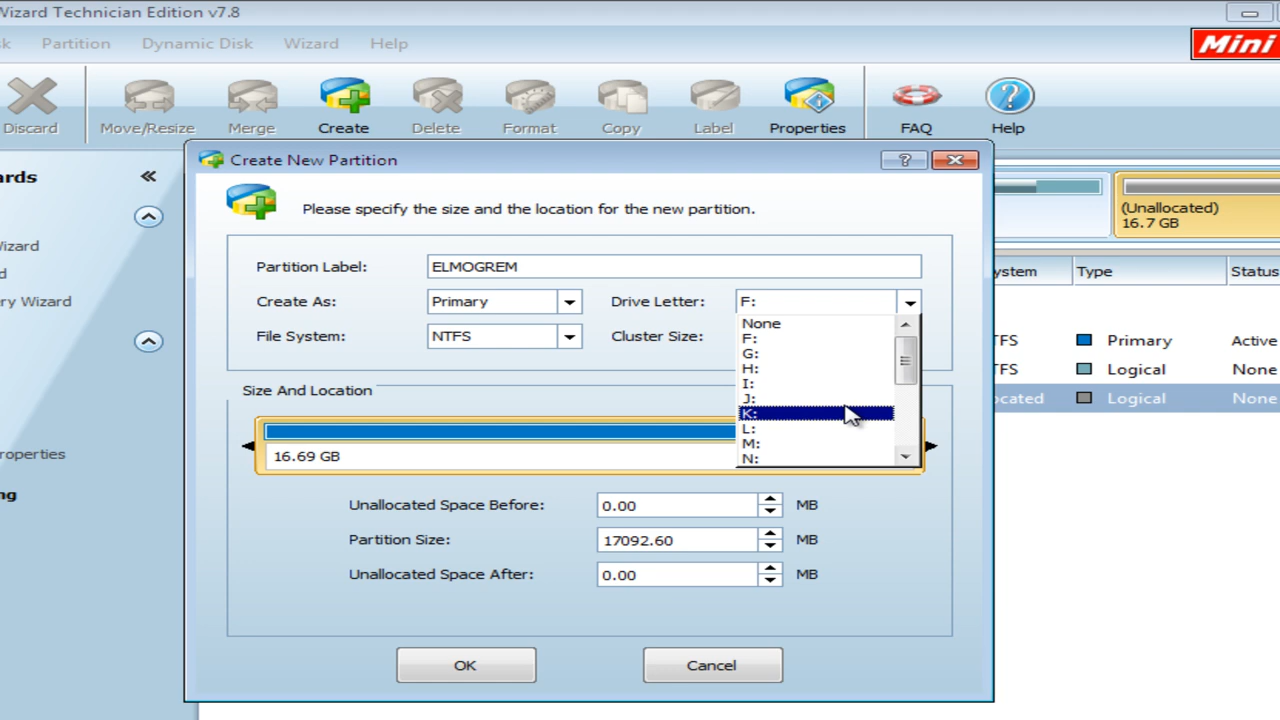 Wizard Technician Edition v7.8
sk Partition Dynamic Disk Wizard Help
Mini
Discard Move/Resize Merge Create Delete Format Copy Label Properties FAQ Help
ards «
Create New Partition
Please specify the size and the location for the new partition.
(Unallocated)
16.7 GB
Wizard
d
ry Wizard
Partition Label: ELMOGREM
Create As: Primary Drive Letter: F:
File System: NTFS Cluster Size:
None
F:
G:
H:
I:
J:
K:
L:
M:
N:
ystem Type Status
TFS Primary Active
TFS Logical None
ocated Logical None
Size And Location
16.69 GB
roperties
ng
Unallocated Space Before: 0.00 MB
Partition Size: 17092.60 MB
Unallocated Space After: 0.00 MB
OK Cancel